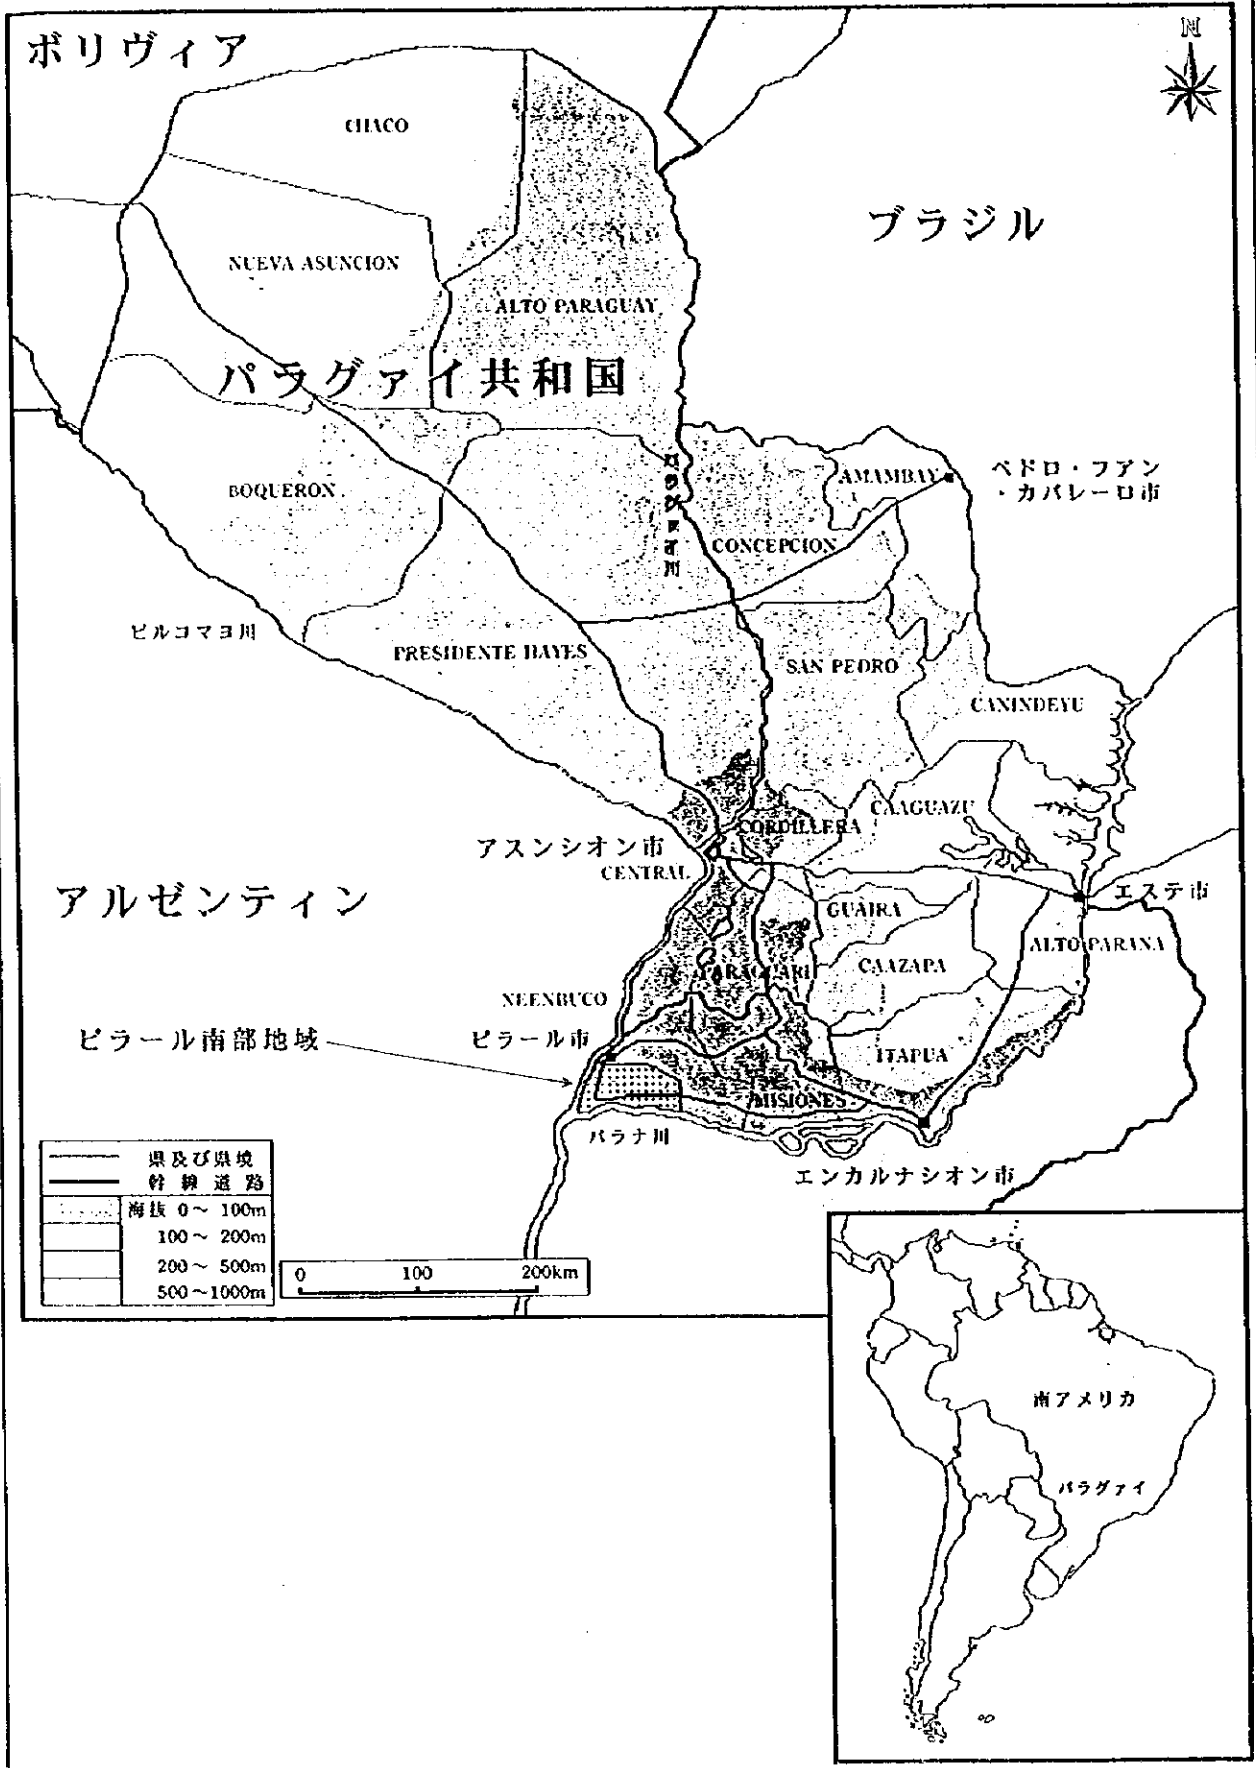 N
ボリヴィア
CHACO
ブラジル
NUEVA ASUNCION
ALTO PARAGUAY
パラグァイ共和国
AMAMBAY
ペドロ・フアン
・カバレーロ市
BOQUERON
パラグァイ川
CONCEPCION
ピルコマヨ川
PRESIDENTE HAYES
SAN PEDRO
CANINDEYU
CAAGUAZU
CORDILLERA
アスンシオン市
CENTRAL
アルゼンティン
エステ市
GUAIRA
ALTO PARANA
CAAZAPA
PARAGUARI
NEENBUCO
ピラール南部地域
ピラール市
ITAPUA
MISIONES
パラナ川
エンカルナシオン市
県及び県境
幹線道路
海抜 0～ 100m
100～ 200m
200～ 500m
500～1000m
0 100 200km
南アメリカ
パラグァイ